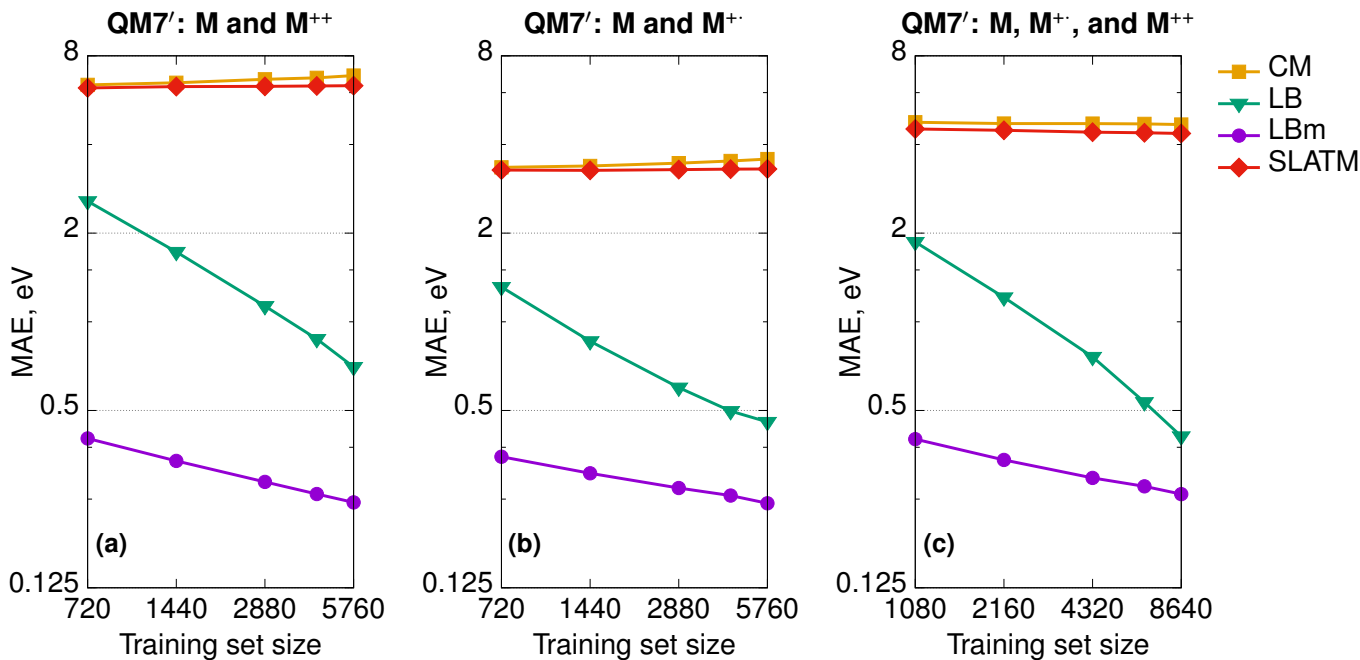 QM7′: M and M⁺⁺
8
2
0.5
0.125
MAE, eV
(a)
720 1440 2880 5760
Training set size
QM7′: M and M⁺˙
8
2
0.5
0.125
MAE, eV
(b)
720 1440 2880 5760
Training set size
QM7′: M, M⁺˙, and M⁺⁺
8
2
0.5
0.125
MAE, eV
(c)
1080 2160 4320 8640
Training set size
CM
LB
LBm
SLATM